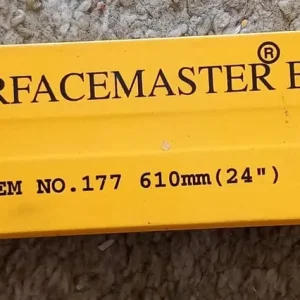 RFACEMASTER® E
EM NO.177 610mm(24")